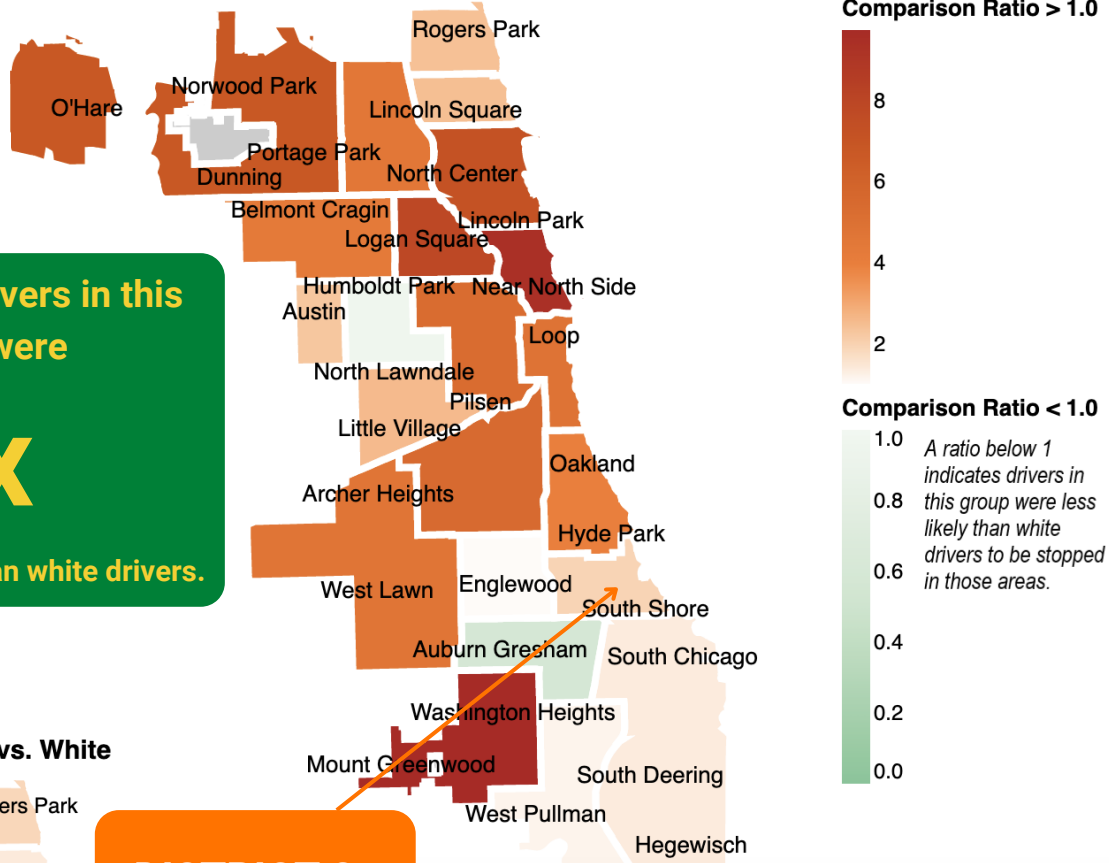 Comparison Ratio > 1.0
8
6
4
2
Comparison Ratio < 1.0
1.0
0.8
0.6
0.4
0.2
0.0
A ratio below 1
indicates drivers in
this group were less
likely than white
drivers to be stopped
in those areas.
Rogers Park
Norwood Park
O'Hare
Lincoln Square
Portage Park
North Center
Dunning
Belmont Cragin
Lincoln Park
Logan Square
Humboldt Park
Near North Side
Austin
Loop
North Lawndale
Pilsen
Little Village
Oakland
Archer Heights
Hyde Park
Englewood
West Lawn
South Shore
Auburn Gresham
South Chicago
Washington Heights
Mount Greenwood
South Deering
West Pullman
Hegewisch
vers in this
were
x
an white drivers.
vs. White
ers Park